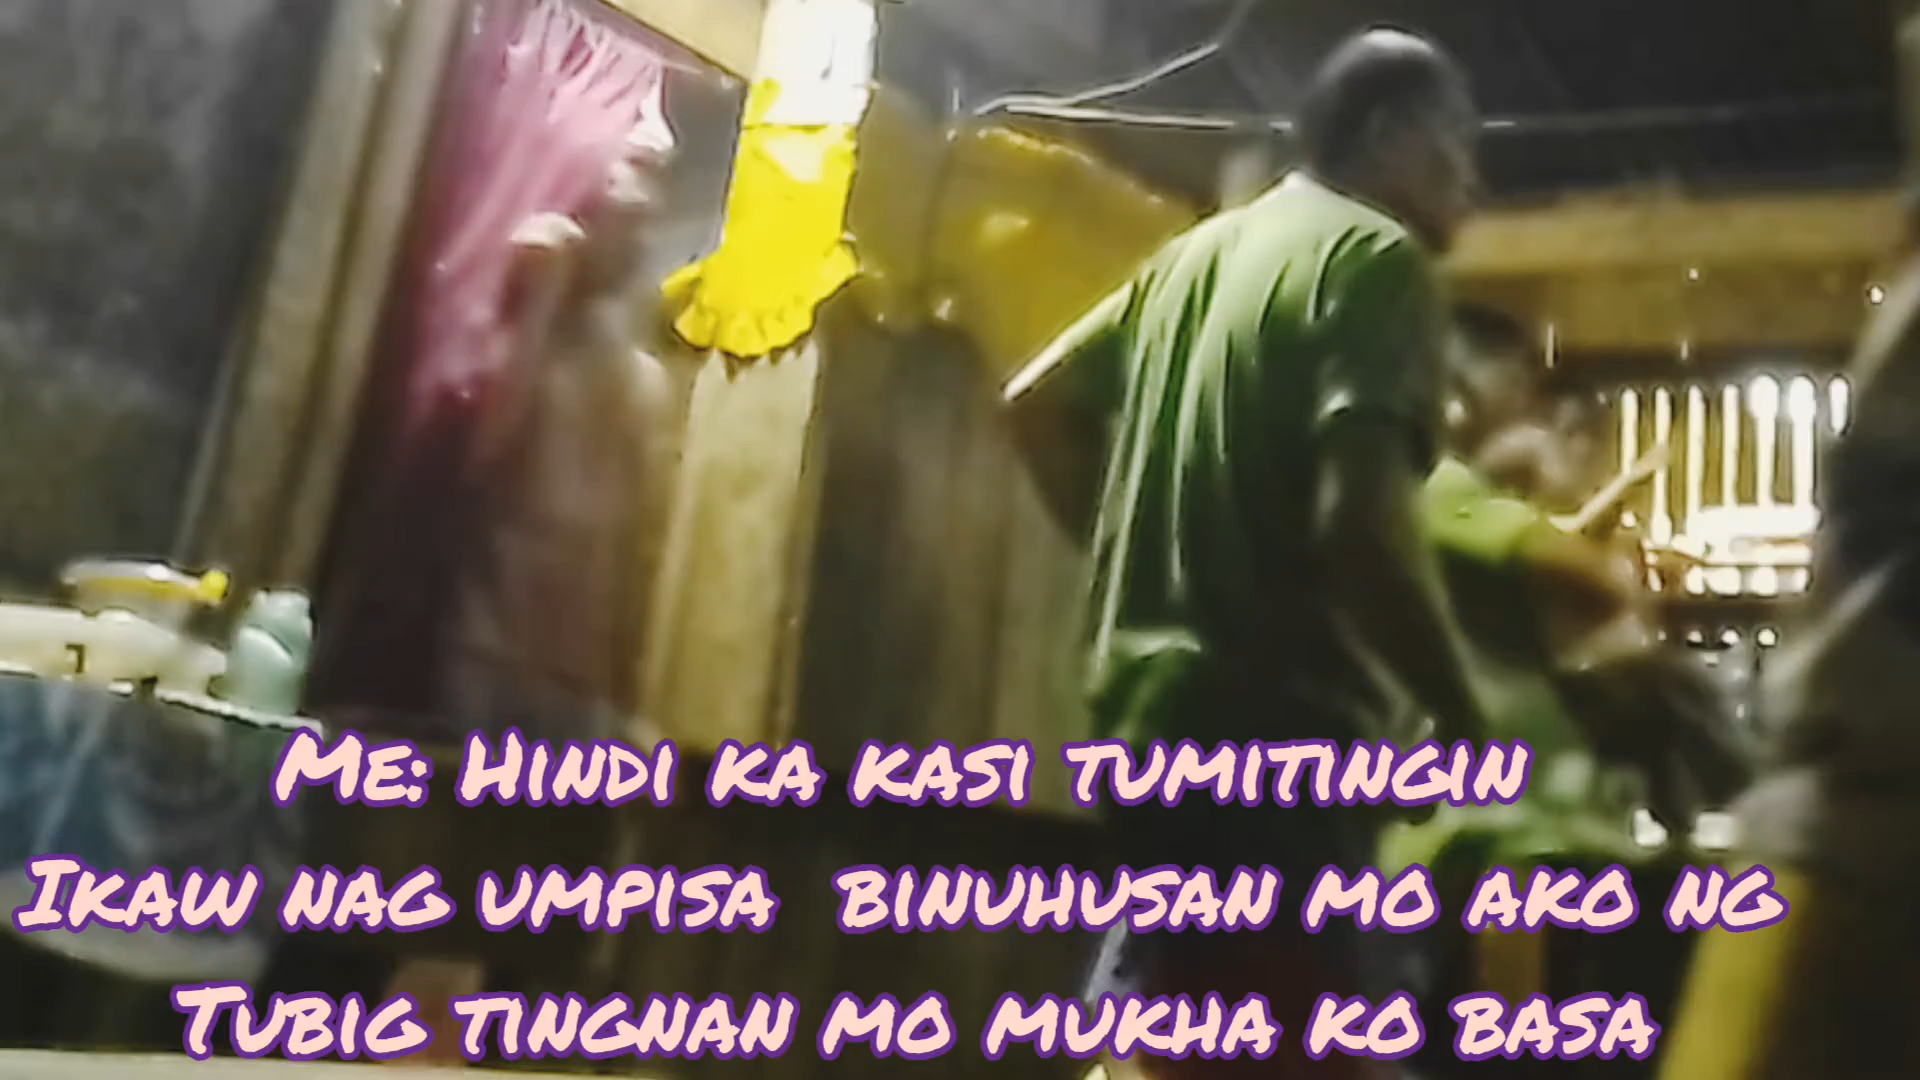 Me: Hindi ka kasi tumitingin
Ikaw nag umpisa binuhusan mo ako ng
Tubig tingnan mo mukha ko basa